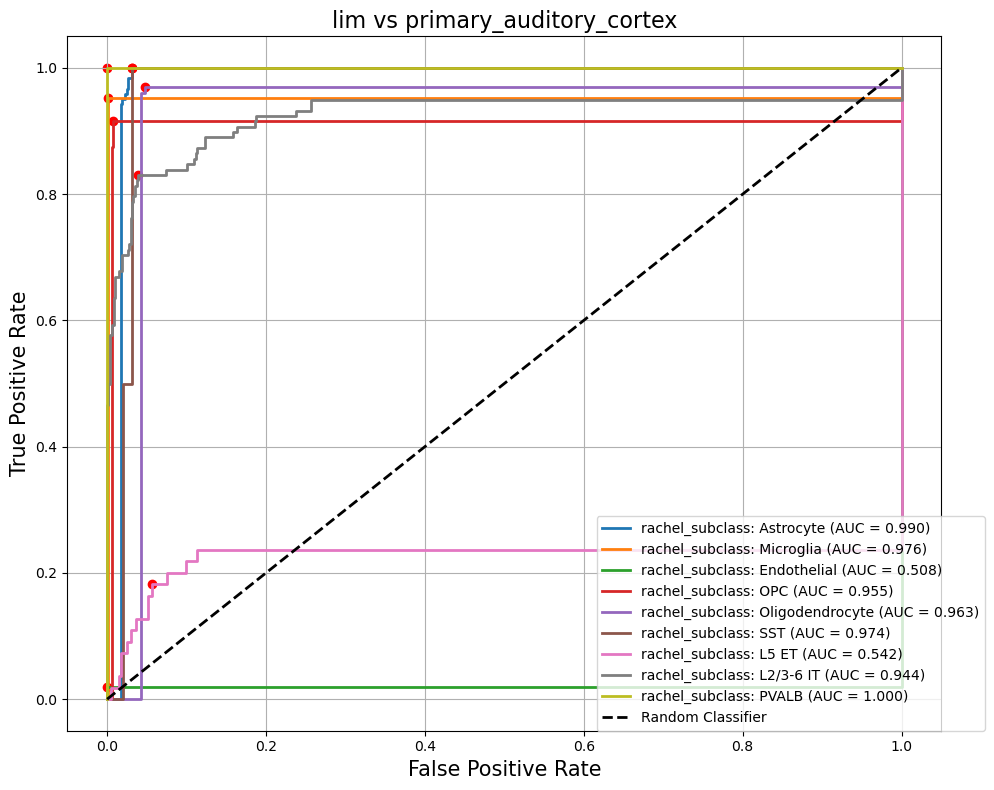 lim vs primary_auditory_cortex
True Positive Rate
1.0
0.8
0.6
0.4
0.2
0.0
0.0 0.2 0.4 0.6 0.8 1.0
False Positive Rate
rachel_subclass: Astrocyte (AUC = 0.990)
rachel_subclass: Microglia (AUC = 0.976)
rachel_subclass: Endothelial (AUC = 0.508)
rachel_subclass: OPC (AUC = 0.955)
rachel_subclass: Oligodendrocyte (AUC = 0.963)
rachel_subclass: SST (AUC = 0.974)
rachel_subclass: L5 ET (AUC = 0.542)
rachel_subclass: L2/3-6 IT (AUC = 0.944)
rachel_subclass: PVALB (AUC = 1.000)
Random Classifier